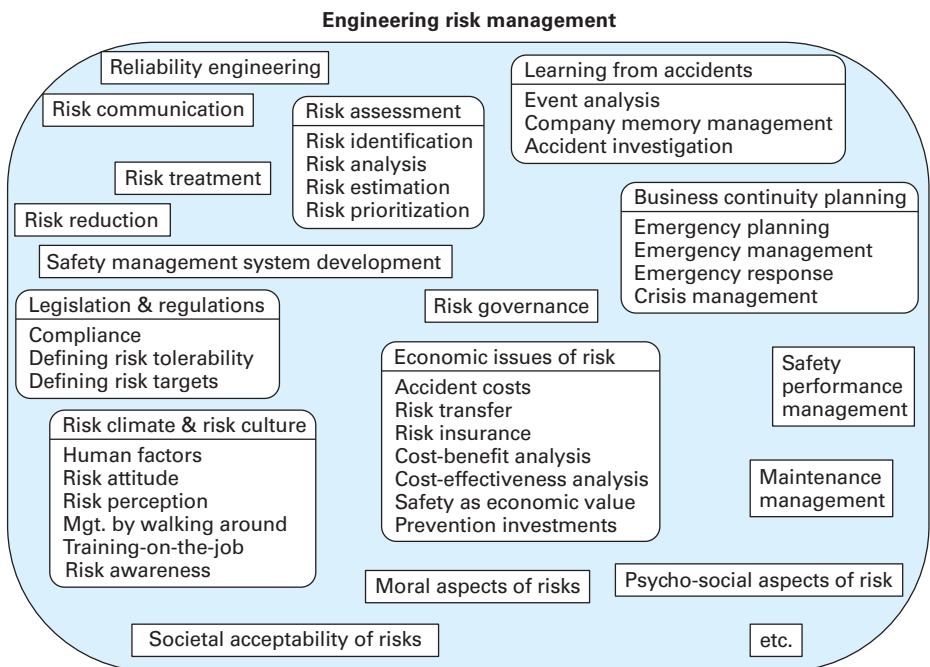 Engineering risk management
Reliability engineering
Risk communication
Risk treatment
Risk reduction
Risk assessment
Risk identification
Risk analysis
Risk estimation
Risk prioritization
Learning from accidents
Event analysis
Company memory management
Accident investigation
Business continuity planning
Emergency planning
Emergency management
Emergency response
Crisis management
Safety management system development
Legislation & regulations
Compliance
Defining risk tolerability
Defining risk targets
Risk governance
Economic issues of risk
Accident costs
Risk transfer
Risk insurance
Cost-benefit analysis
Cost-effectiveness analysis
Safety as economic value
Prevention investments
Safety
performance
management
Risk climate & risk culture
Human factors
Risk attitude
Risk perception
Mgt. by walking around
Training-on-the-job
Risk awareness
Maintenance
management
Moral aspects of risks
Psycho-social aspects of risk
Societal acceptability of risks
etc.